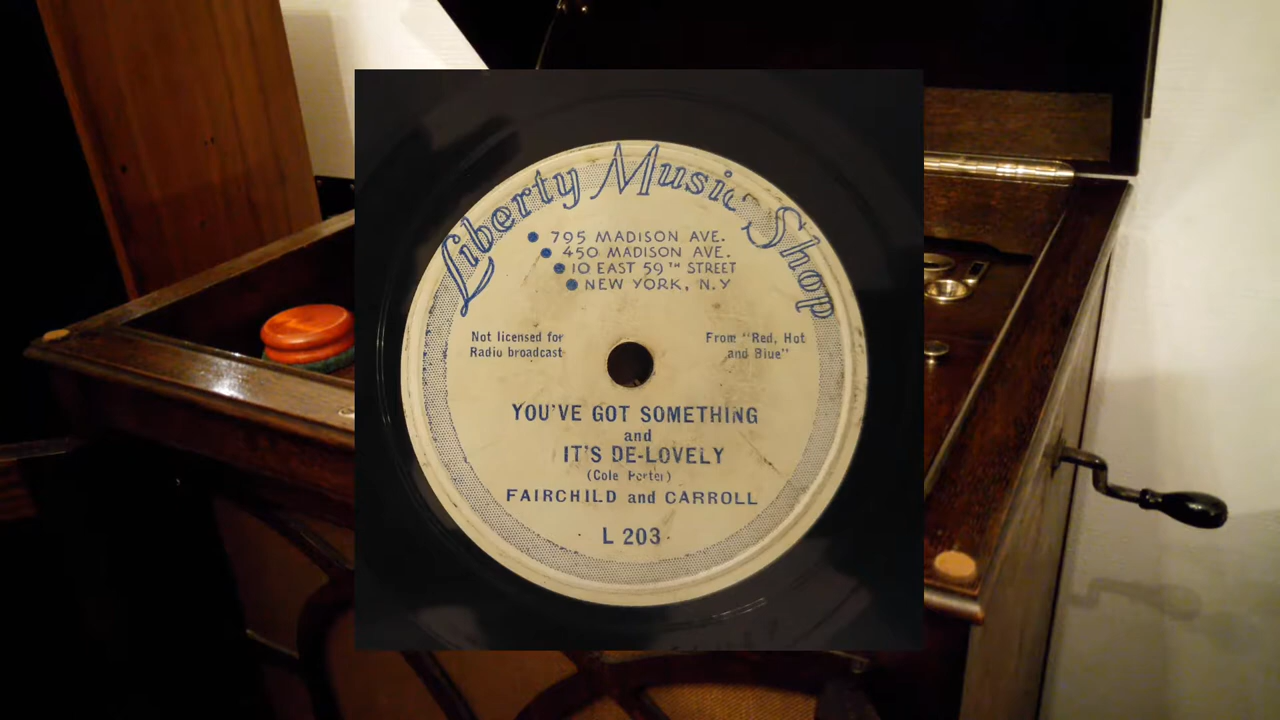 Liberty Music Shop
795 MADISON AVE.
450 MADISON AVE.
10 EAST 59TH STREET
NEW YORK, N.Y
Not licensed for
Radio broadcast
From "Red, Hot
and Blue"
YOU'VE GOT SOMETHING
and
IT'S DE-LOVELY
(Cole Porter)
FAIRCHILD and CARROLL
L 203